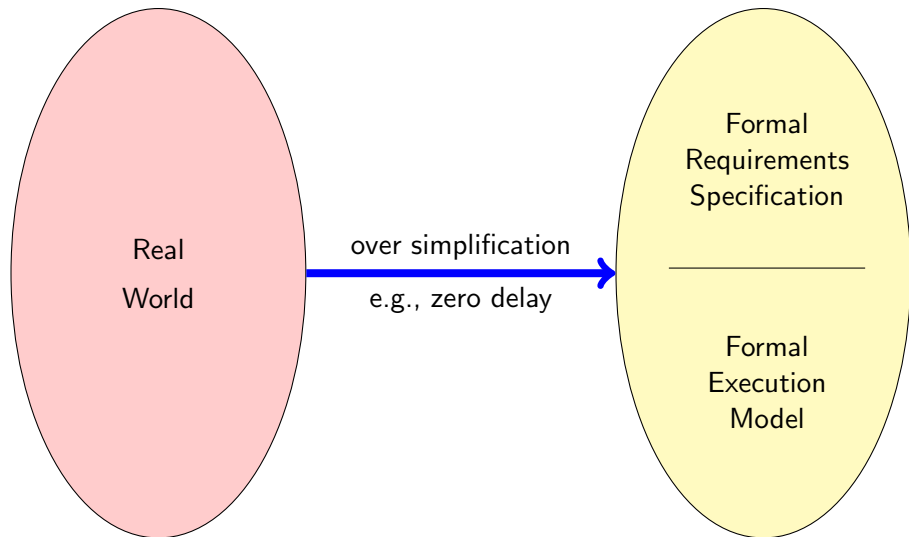 Real
World
over simplification
e.g., zero delay
Formal
Requirements
Specification
Formal
Execution
Model